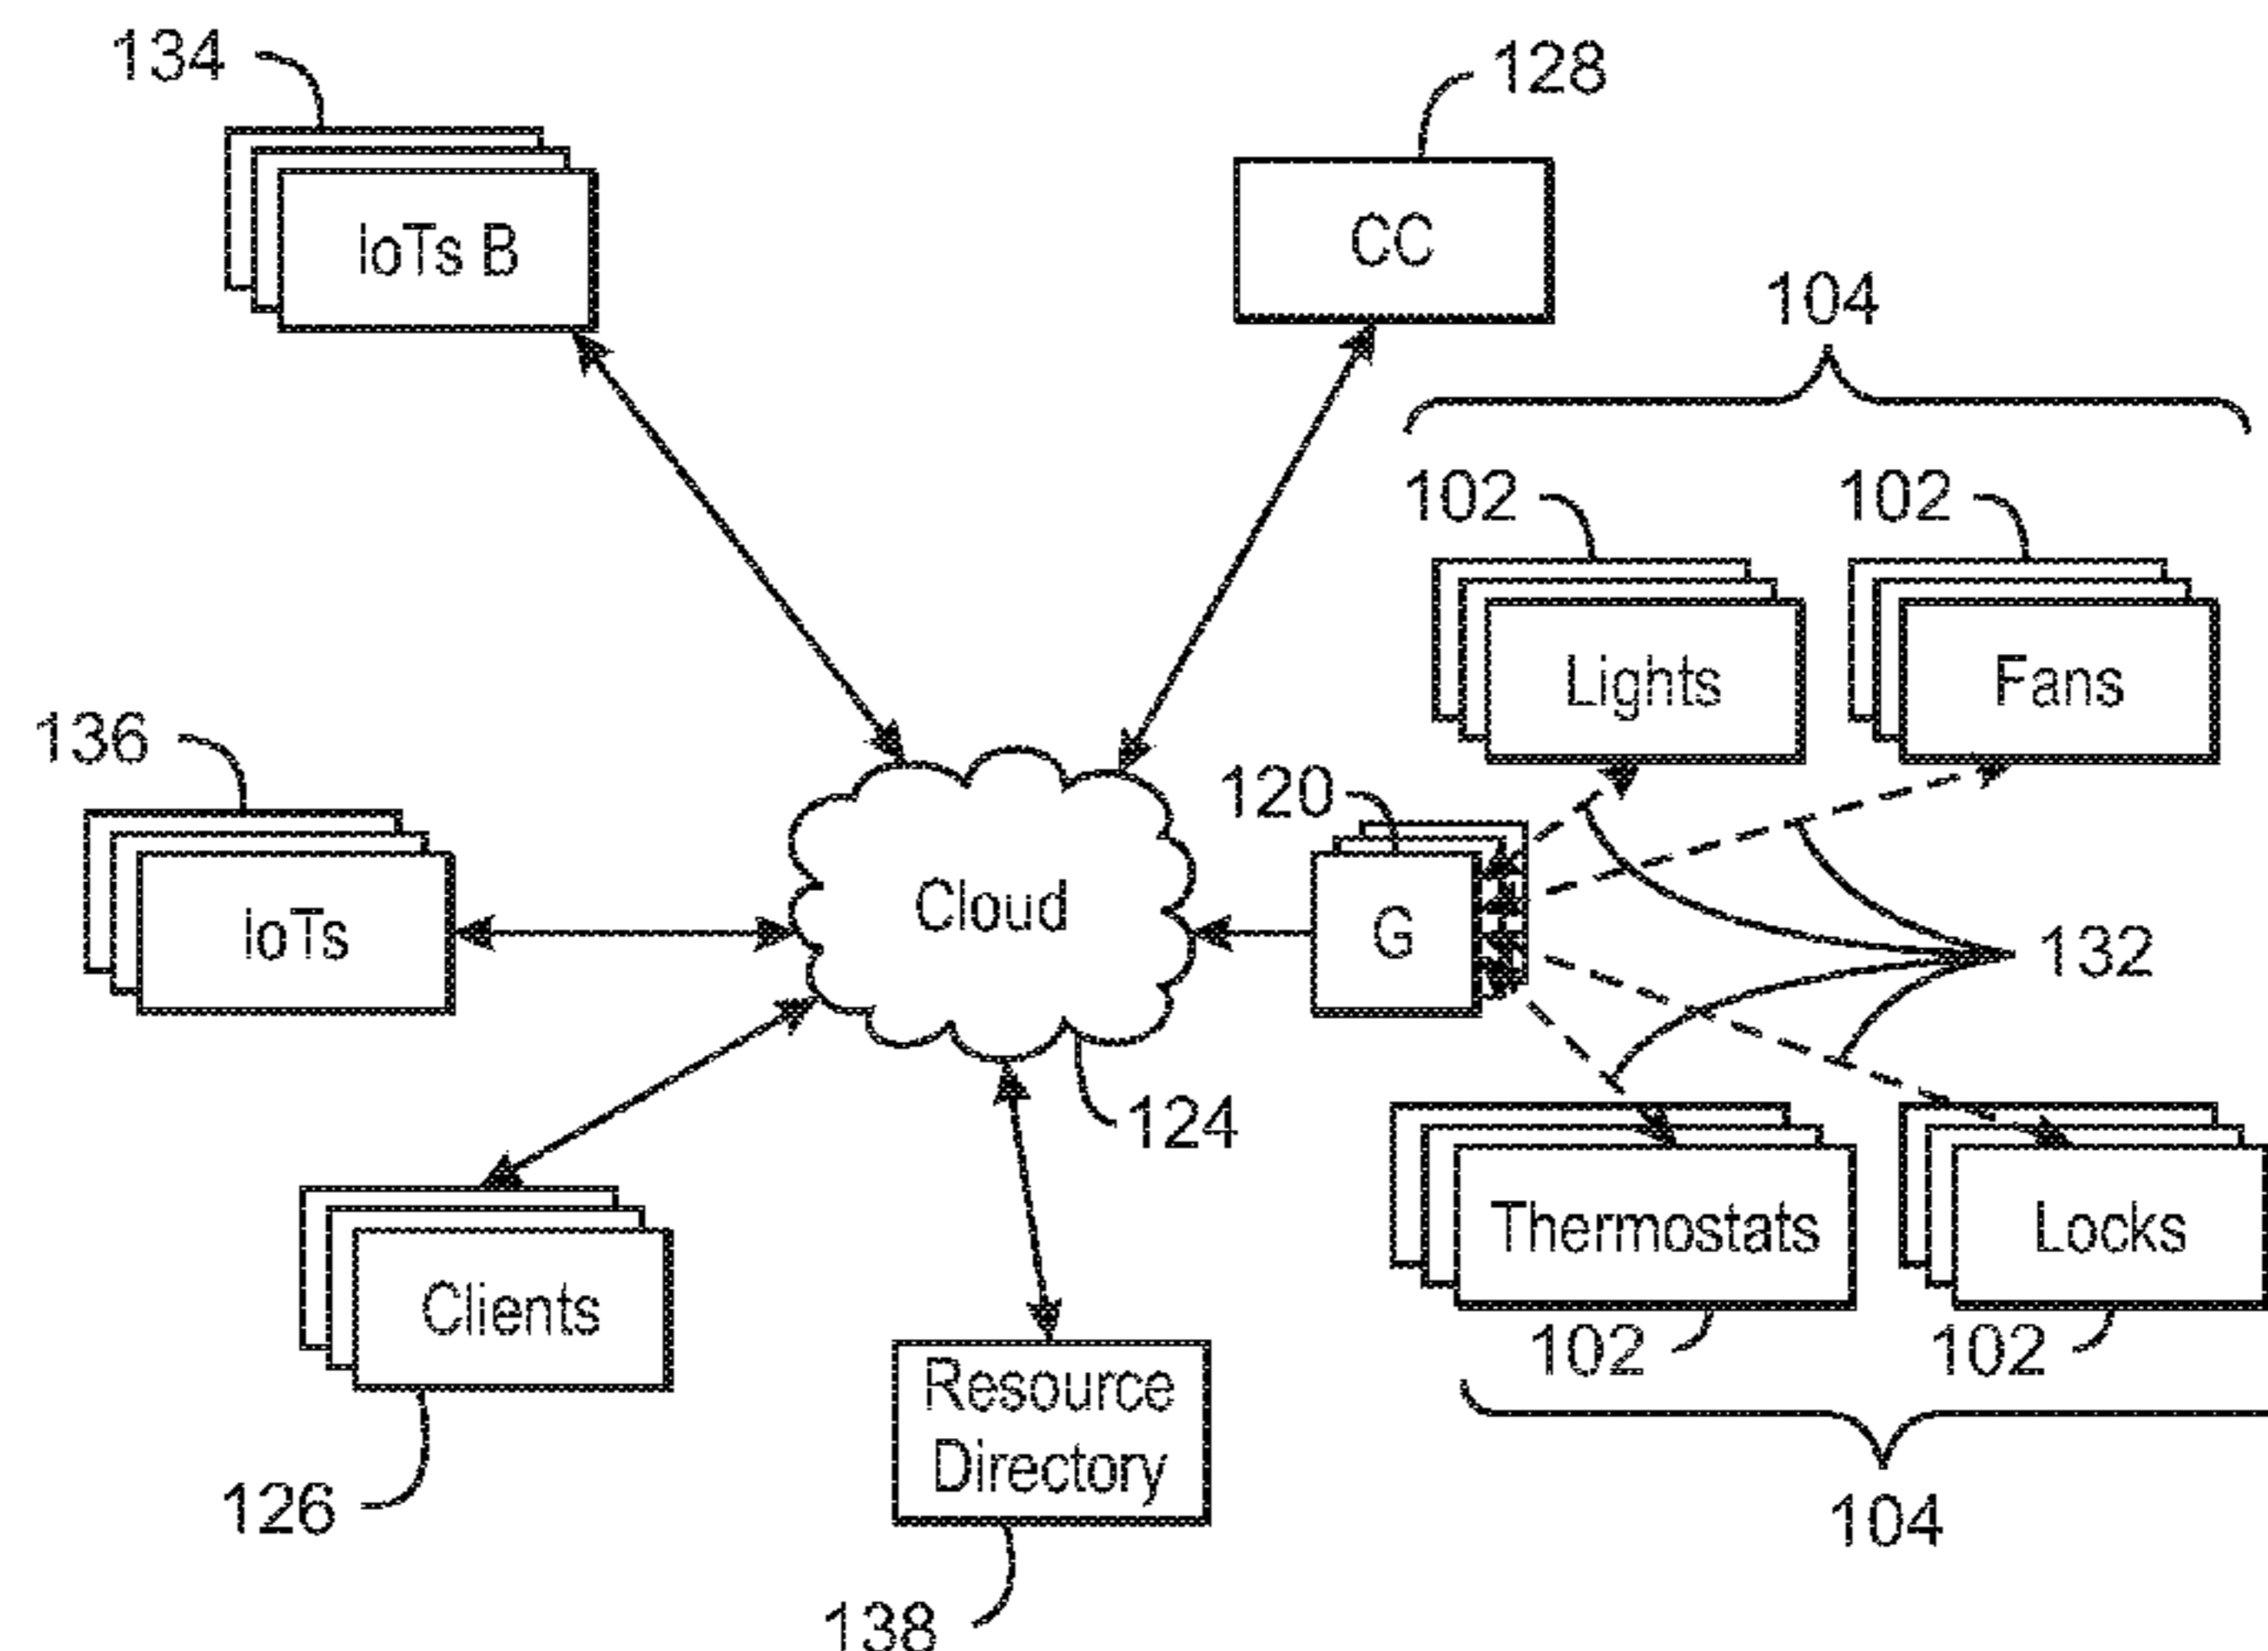 134
128
IoTs B
CC
104
102
102
Lights
Fans
136
120
IoTs
Cloud
G
132
124
Thermostats
Locks
Clients
102
102
Resource
Directory
126
104
138